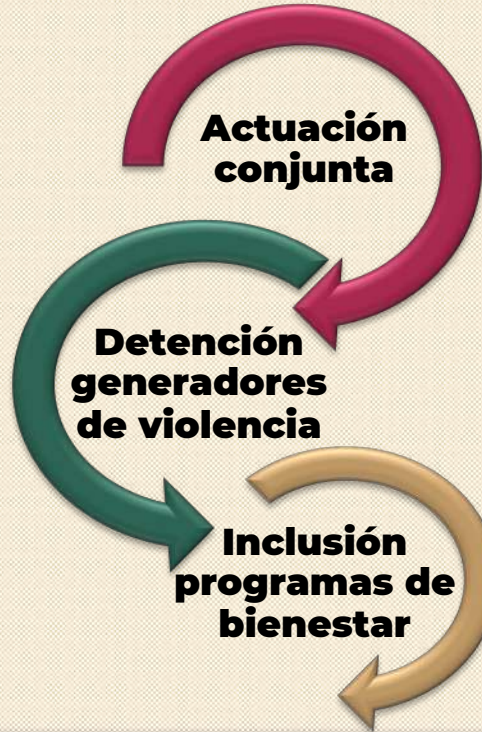 Actuación
conjunta
Detención
generadores
de violencia
Inclusión
programas de
bienestar